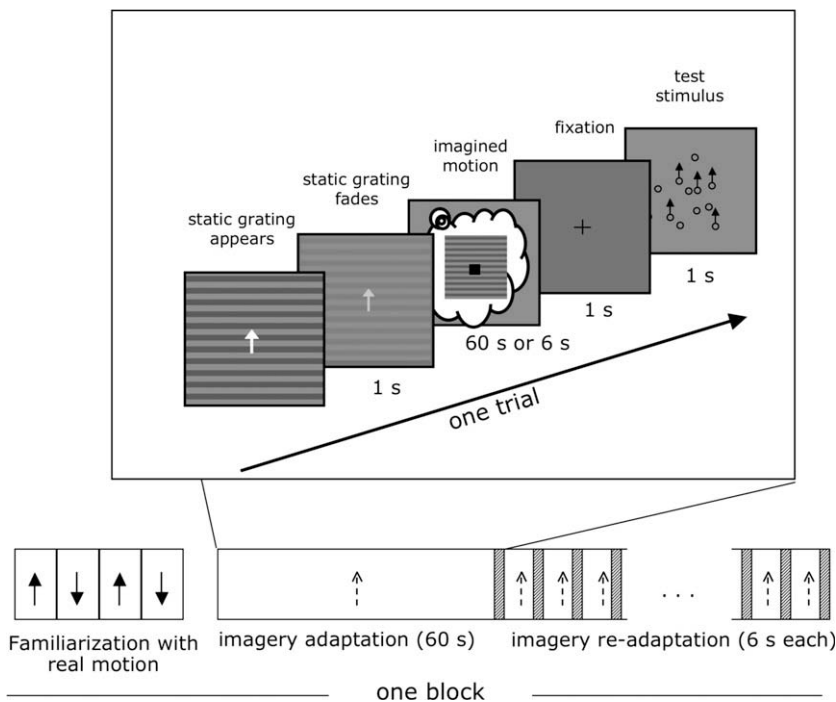 test
stimulus
fixation
imagined
motion
static grating
fades
static grating
appears
1 s
1 s
60 s or 6 s
1 s
one trial
. . .
Familiarization with
real motion
imagery adaptation (60 s)
imagery re-adaptation (6 s each)
one block